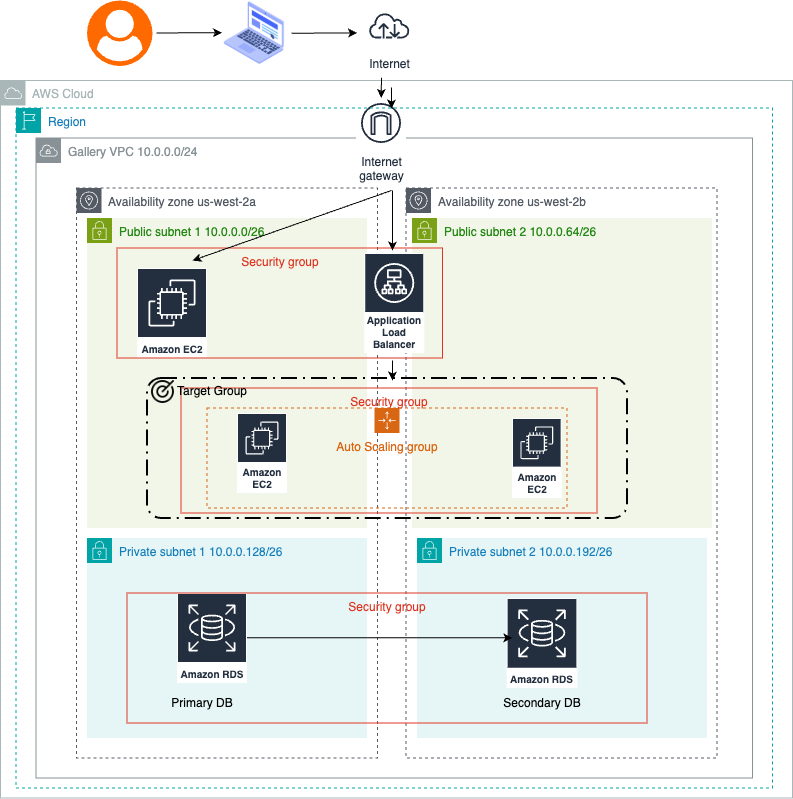 Internet
AWS Cloud
Region
Gallery VPC 10.0.0.0/24
Internet
gateway
Availability zone us-west-2a
Availability zone us-west-2b
Public subnet 1 10.0.0.0/26
Public subnet 2 10.0.0.64/26
Security group
Amazon EC2
Application
Load
Balancer
Target Group
Security group
Auto Scaling group
Amazon
EC2
Amazon
EC2
Private subnet 1 10.0.0.128/26
Private subnet 2 10.0.0.192/26
Security group
Amazon RDS
Amazon RDS
Primary DB
Secondary DB